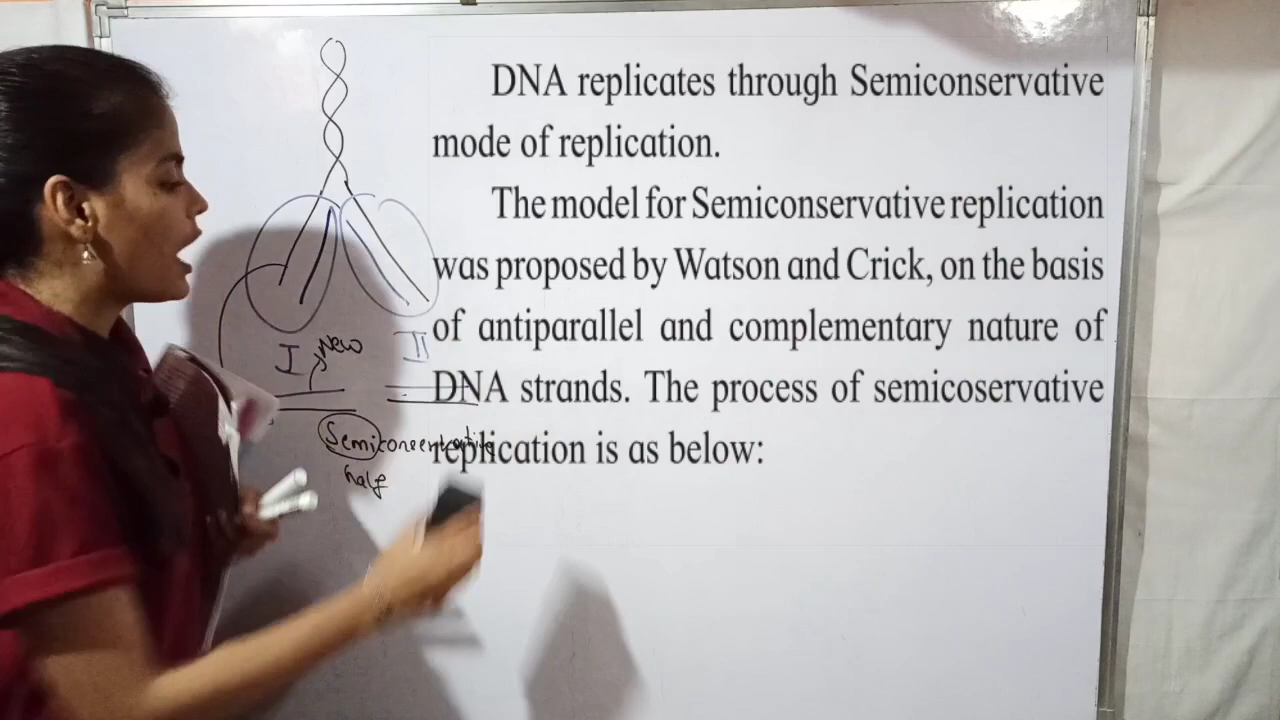 DNA replicates through Semiconservative
mode of replication.
The model for Semiconservative replication
was proposed by Watson and Crick, on the basis
of antiparallel and complementary nature of
DNA strands. The process of semicoservative
replication is as below:
I
New
II
Semi
half